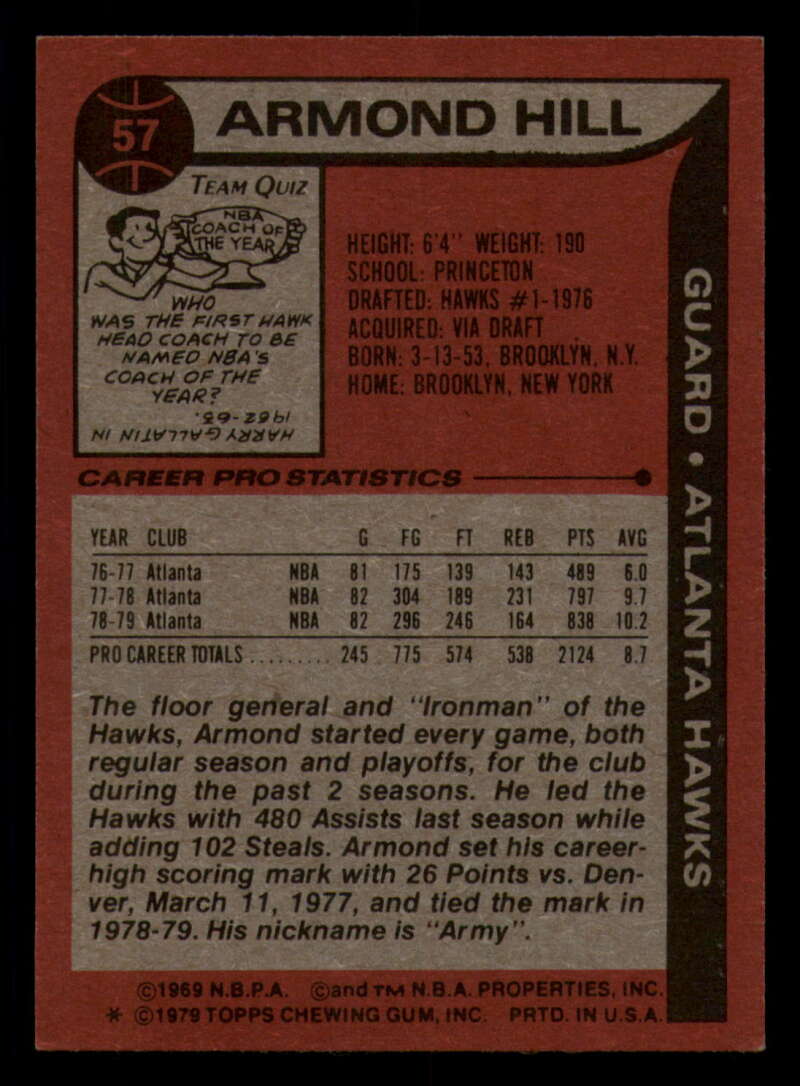 57
ARMOND HILL
TEAM QUIZ
NBA
COACH OF
THE YEAR
WHO
WAS THE FIRST HAWK
HEAD COACH TO BE
NAMED NBA'S
COACH OF THE
YEAR?
HARRY GALLATIN IN
1962-63.
HEIGHT: 6'4" WEIGHT: 190
SCHOOL: PRINCETON
DRAFTED: HAWKS #1-1976
ACQUIRED: VIA DRAFT
BORN: 3-13-53, BROOKLYN, N.Y.
HOME: BROOKLYN, NEW YORK
GUARD • ATLANTA HAWKS
CAREER PRO STATISTICS
YEAR CLUB G FG FT REB PTS AVG
76-77 Atlanta NBA 81 175 139 143 489 6.0
77-78 Atlanta NBA 82 304 189 231 797 9.7
78-79 Atlanta NBA 82 296 246 164 838 10.2
PRO CAREER TOTALS ......... 245 775 574 538 2124 8.7
The floor general and "Ironman" of the
Hawks, Armond started every game, both
regular season and playoffs, for the club
during the past 2 seasons. He led the
Hawks with 480 Assists last season while
adding 102 Steals. Armond set his career-
high scoring mark with 26 Points vs. Den-
ver, March 11, 1977, and tied the mark in
1978-79. His nickname is "Army".
©1969 N.B.P.A. ©and TM N.B.A. PROPERTIES, INC.
* ©1979 TOPPS CHEWING GUM, INC. PRTD. IN U.S.A.